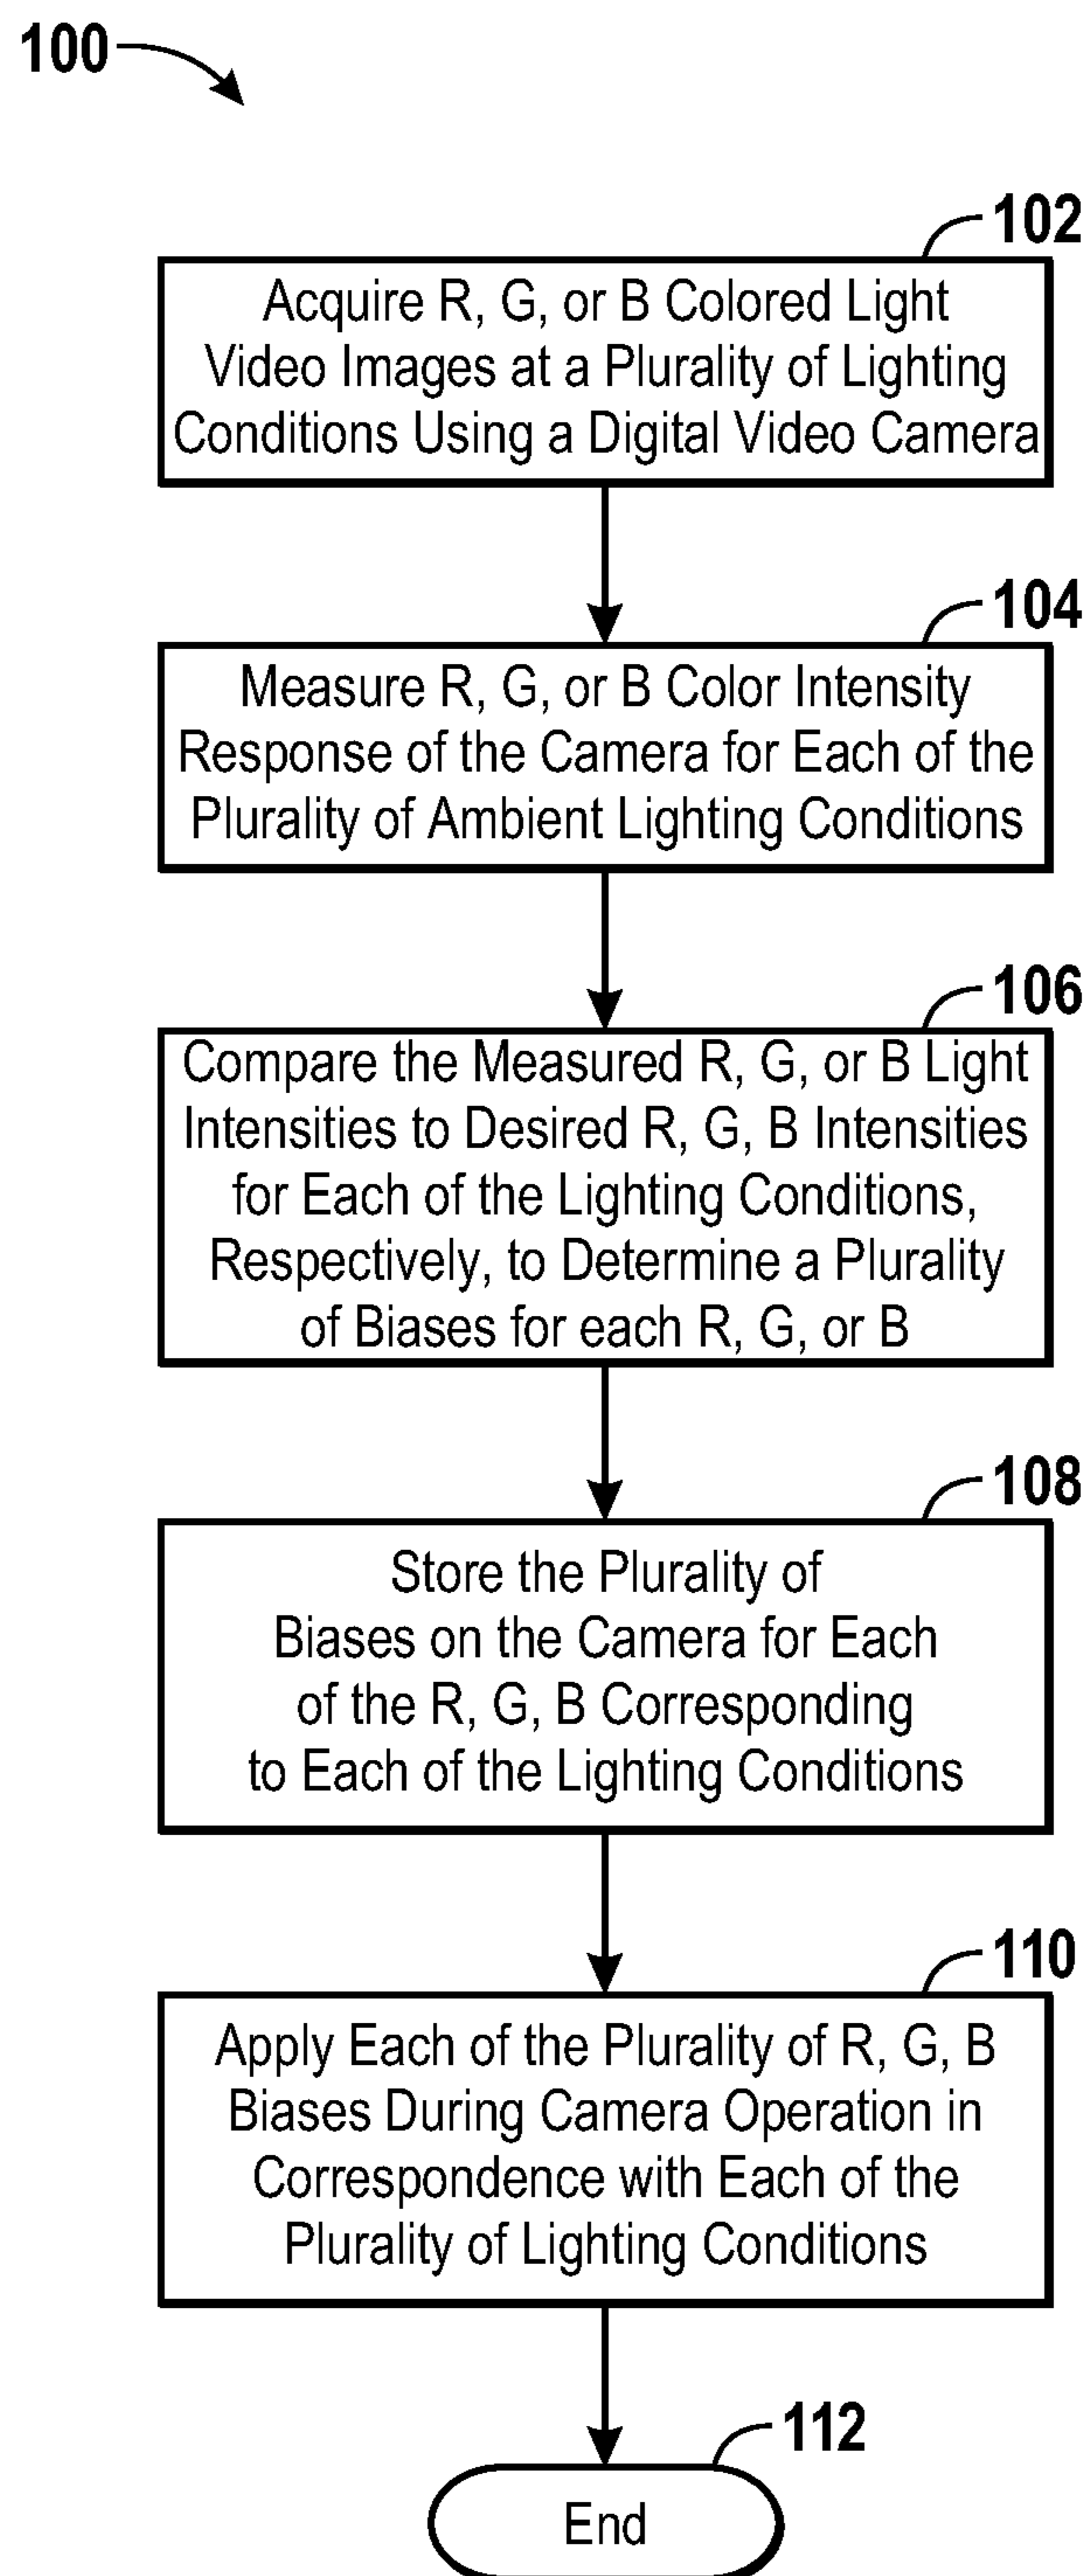 100
102
Acquire R, G, or B Colored Light
Video Images at a Plurality of Lighting
Conditions Using a Digital Video Camera
104
Measure R, G, or B Color Intensity
Response of the Camera for Each of the
Plurality of Ambient Lighting Conditions
106
Compare the Measured R, G, or B Light
Intensities to Desired R, G, B Intensities
for Each of the Lighting Conditions,
Respectively, to Determine a Plurality
of Biases for each R, G, or B
108
Store the Plurality of
Biases on the Camera for Each
of the R, G, B Corresponding
to Each of the Lighting Conditions
110
Apply Each of the Plurality of R, G, B
Biases During Camera Operation in
Correspondence with Each of the
Plurality of Lighting Conditions
112
End